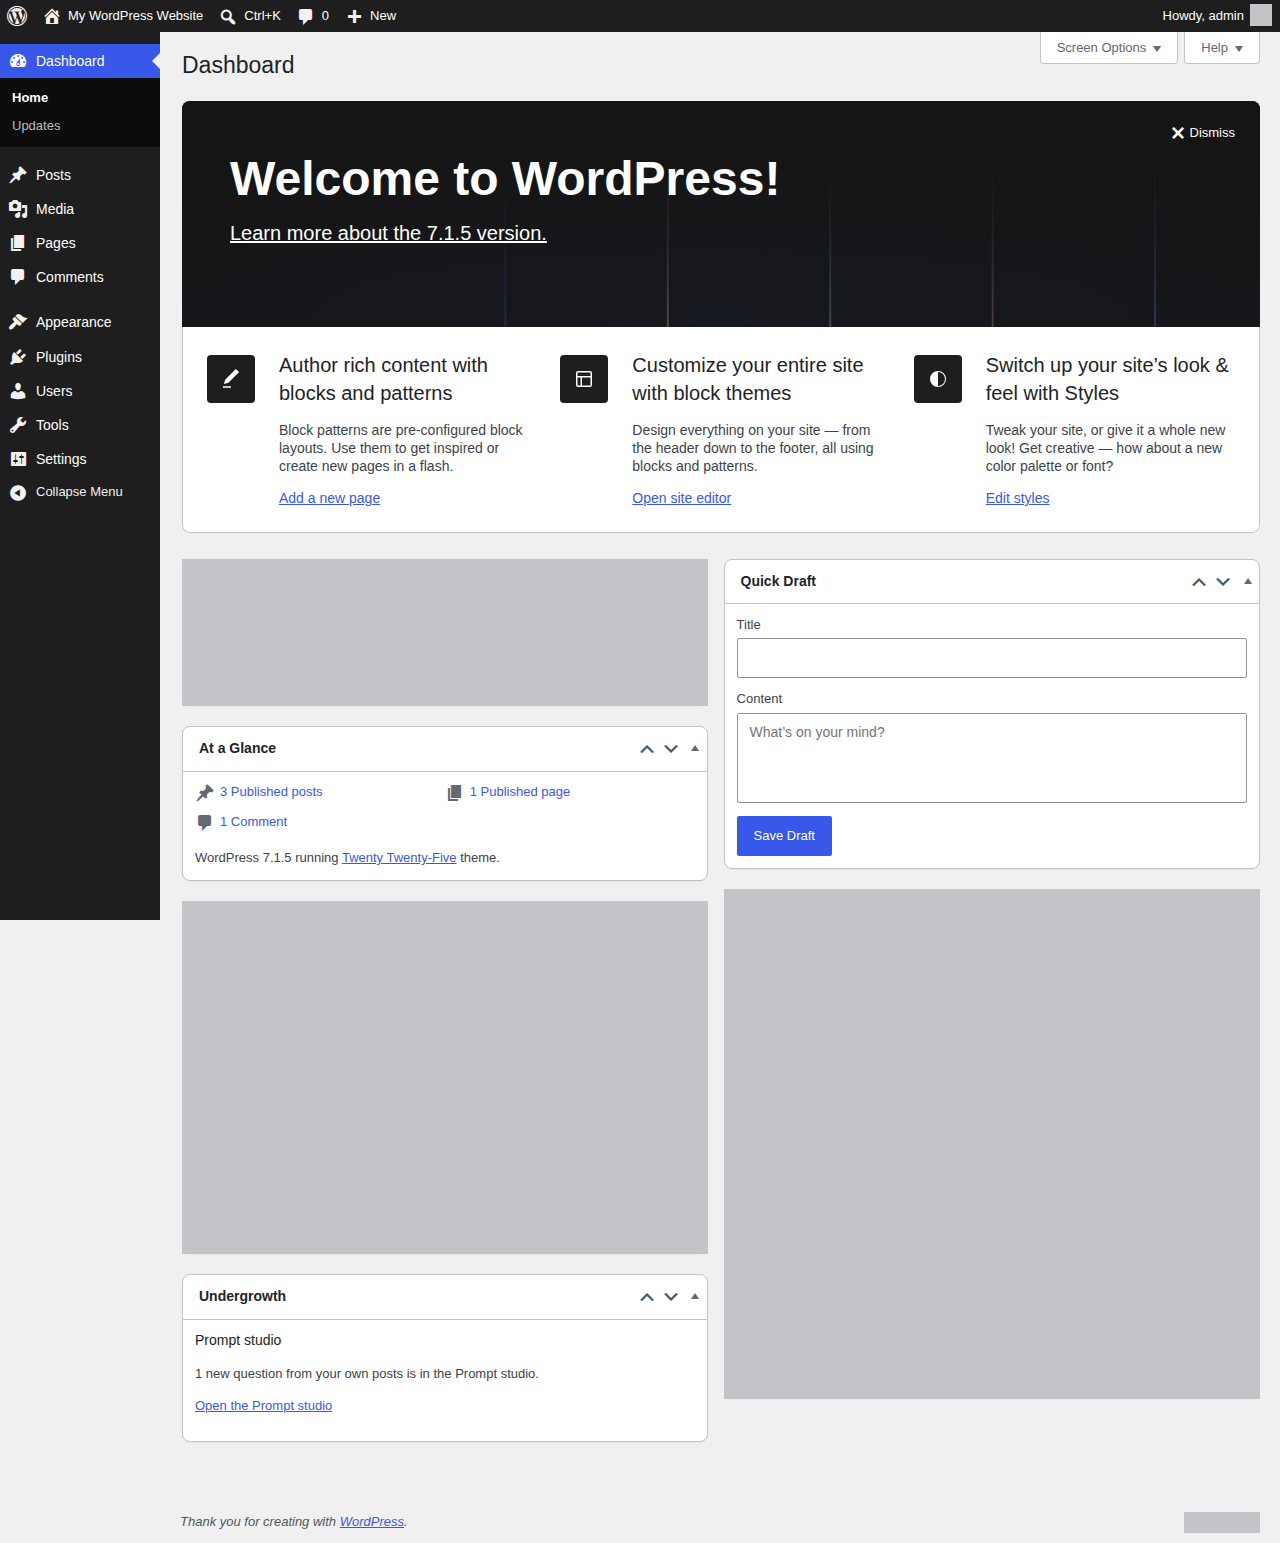 My WordPress Website Ctrl+K 0 New Howdy, admin
Screen Options Help
Dashboard
Home
Updates
Posts
Media
Pages
Comments
Appearance
Plugins
Users
Tools
Settings
Collapse Menu
Dashboard
Dismiss
Welcome to WordPress!
Learn more about the 7.1.5 version.
Author rich content with
blocks and patterns
Block patterns are pre-configured block
layouts. Use them to get inspired or
create new pages in a flash.
Add a new page
Customize your entire site
with block themes
Design everything on your site — from
the header down to the footer, all using
blocks and patterns.
Open site editor
Switch up your site’s look &
feel with Styles
Tweak your site, or give it a whole new
look! Get creative — how about a new
color palette or font?
Edit styles
At a Glance
3 Published posts
1 Published page
1 Comment
WordPress 7.1.5 running Twenty Twenty-Five theme.
Undergrowth
Prompt studio
1 new question from your own posts is in the Prompt studio.
Open the Prompt studio
Quick Draft
Title
Content
What’s on your mind?
Save Draft
Thank you for creating with WordPress.